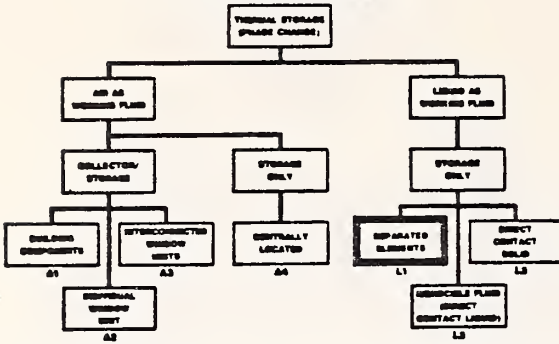 THERMAL STORAGE
(PHASE CHANGE)
AIR AS
WORKING FLUID
LIQUID AS
WORKING FLUID
COLLECTOR/
STORAGE
STORAGE
ONLY
STORAGE
ONLY
BUILDING
COMPONENTS
A1
INTERCONNECTED
WINDOW
UNITS
A3
CENTRALLY
LOCATED
A4
SEPARATED
ELEMENTS
L1
DIRECT
CONTACT
SOLID
INDIVIDUAL
WINDOW
UNIT
A2
IMMISCIBLE FLUID
(DIRECT
CONTACT LIQUID)